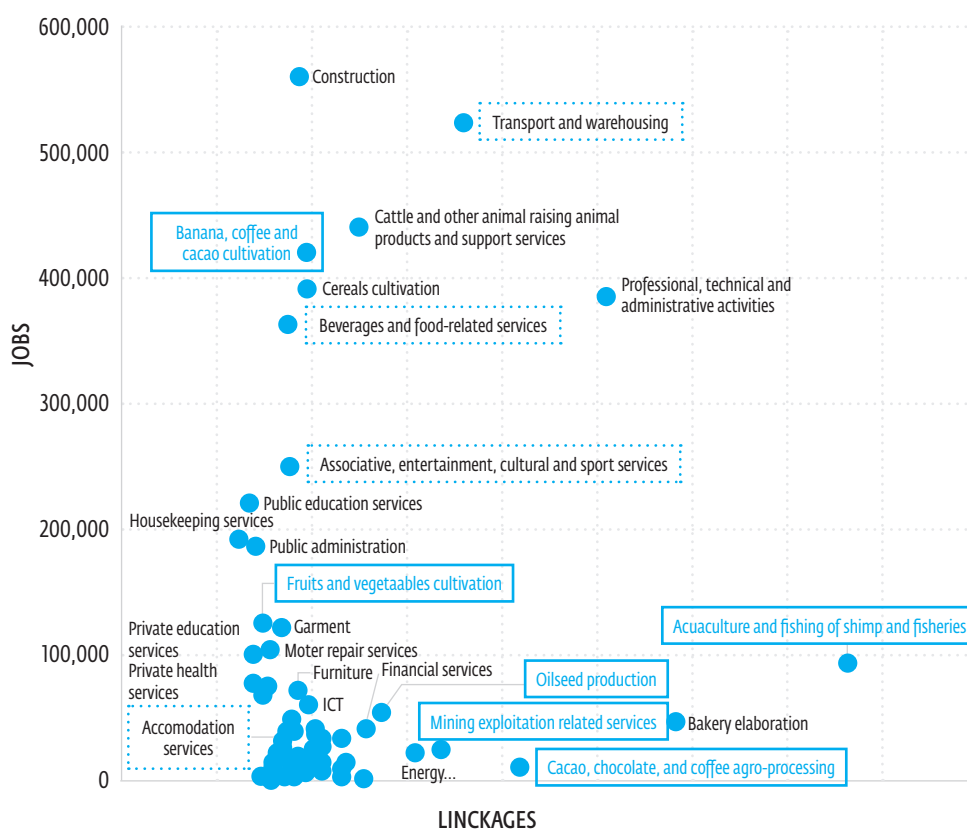 600,000
Construction
Transport and warehousing
500,000
Cattle and other animal raising animal
products and support services
Banana, coffee and
cacao cultivation
400,000
Cereals cultivation
Professional, technical and
administrative activities
Beverages and food-related services
JOBS
300,000
Associative, entertainment, cultural and sport services
Public education services
200,000
Housekeeping services
Public administration
Fruits and vegetaables cultivation
Private education
services
Garment
Acuaculture and fishing of shimp and fisheries
Moter repair services
100,000
Private health
services
Furniture
Financial services
Oilseed production
ICT
Accomodation
services
Mining exploitation related services
Bakery elaboration
Energy...
Cacao, chocolate, and coffee agro-processing
0
LINCKAGES